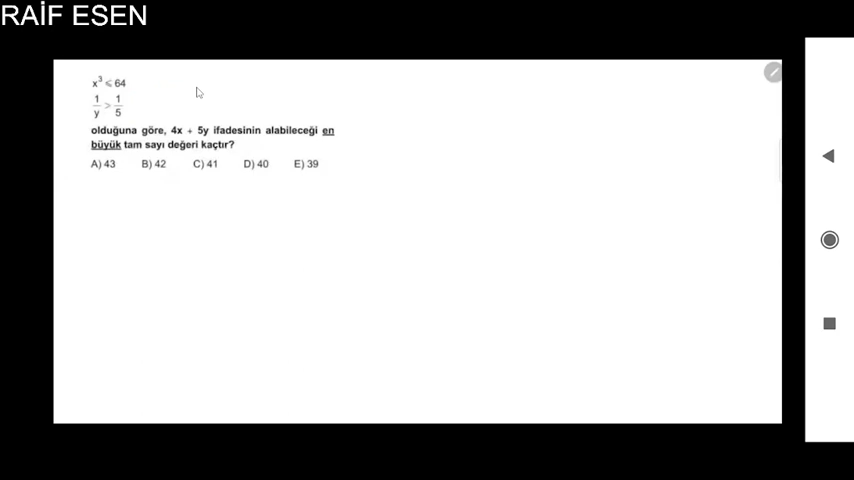 RAİF ESEN
x³ ⩽ 64
1/y > 1/5
olduğuna göre, 4x + 5y ifadesinin alabileceği en
büyük tam sayı değeri kaçtır?
A) 43 B) 42 C) 41 D) 40 E) 39